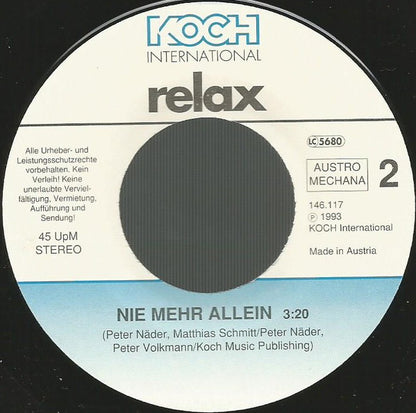 KOCH
INTERNATIONAL
relax
Alle Urheber- und
Leistungsschutzrechte
vorbehalten. Kein
Verleih! Keine
unerlaubte Verviel-
fältigung, Vermietung,
Aufführung und
Sendung!
45 UpM
STEREO
LC 5680
AUSTRO
MECHANA
2
146.117
Ⓟ 1993
KOCH International
Made in Austria
NIE MEHR ALLEIN 3:20
(Peter Näder, Matthias Schmitt/Peter Näder,
Peter Volkmann/Koch Music Publishing)